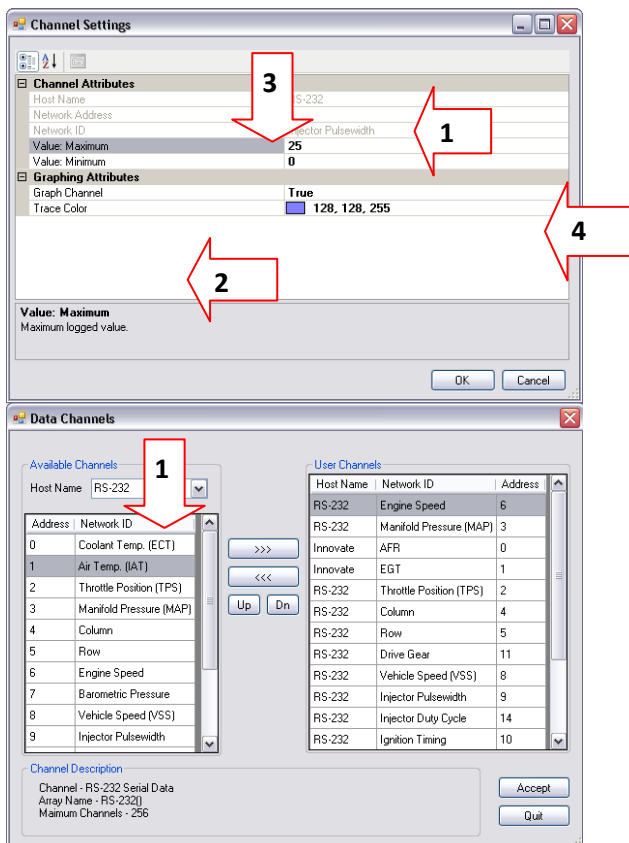 Channel Settings
3
Channel Attributes
Host Name RS-232
Network Address
Network ID Injector Pulsewidth
1
Value: Maximum 25
Value: Minimum 0
Graphing Attributes
Graph Channel True
Trace Color 128, 128, 255
4
2
Value: Maximum
Maximum logged value.
OK Cancel
Data Channels
Available Channels
1
Host Name RS-232
Address Network ID
0 Coolant Temp. (ECT)
1 Air Temp. (IAT)
2 Throttle Position (TPS)
3 Manifold Pressure (MAP)
4 Column
5 Row
6 Engine Speed
7 Barometric Pressure
8 Vehicle Speed (VSS)
9 Injector Pulsewidth
>>>
<<<
Up Dn
User Channels
Host Name Network ID Address
RS-232 Engine Speed 6
RS-232 Manifold Pressure (MAP) 3
Innovate AFR 0
Innovate EGT 1
RS-232 Throttle Position (TPS) 2
RS-232 Column 4
RS-232 Row 5
RS-232 Drive Gear 11
RS-232 Vehicle Speed (VSS) 8
RS-232 Injector Pulsewidth 9
RS-232 Injector Duty Cycle 14
RS-232 Ignition Timing 10
Channel Description
Channel - RS-232 Serial Data
Array Name - RS-232()
Maimum Channels - 256
Accept
Quit